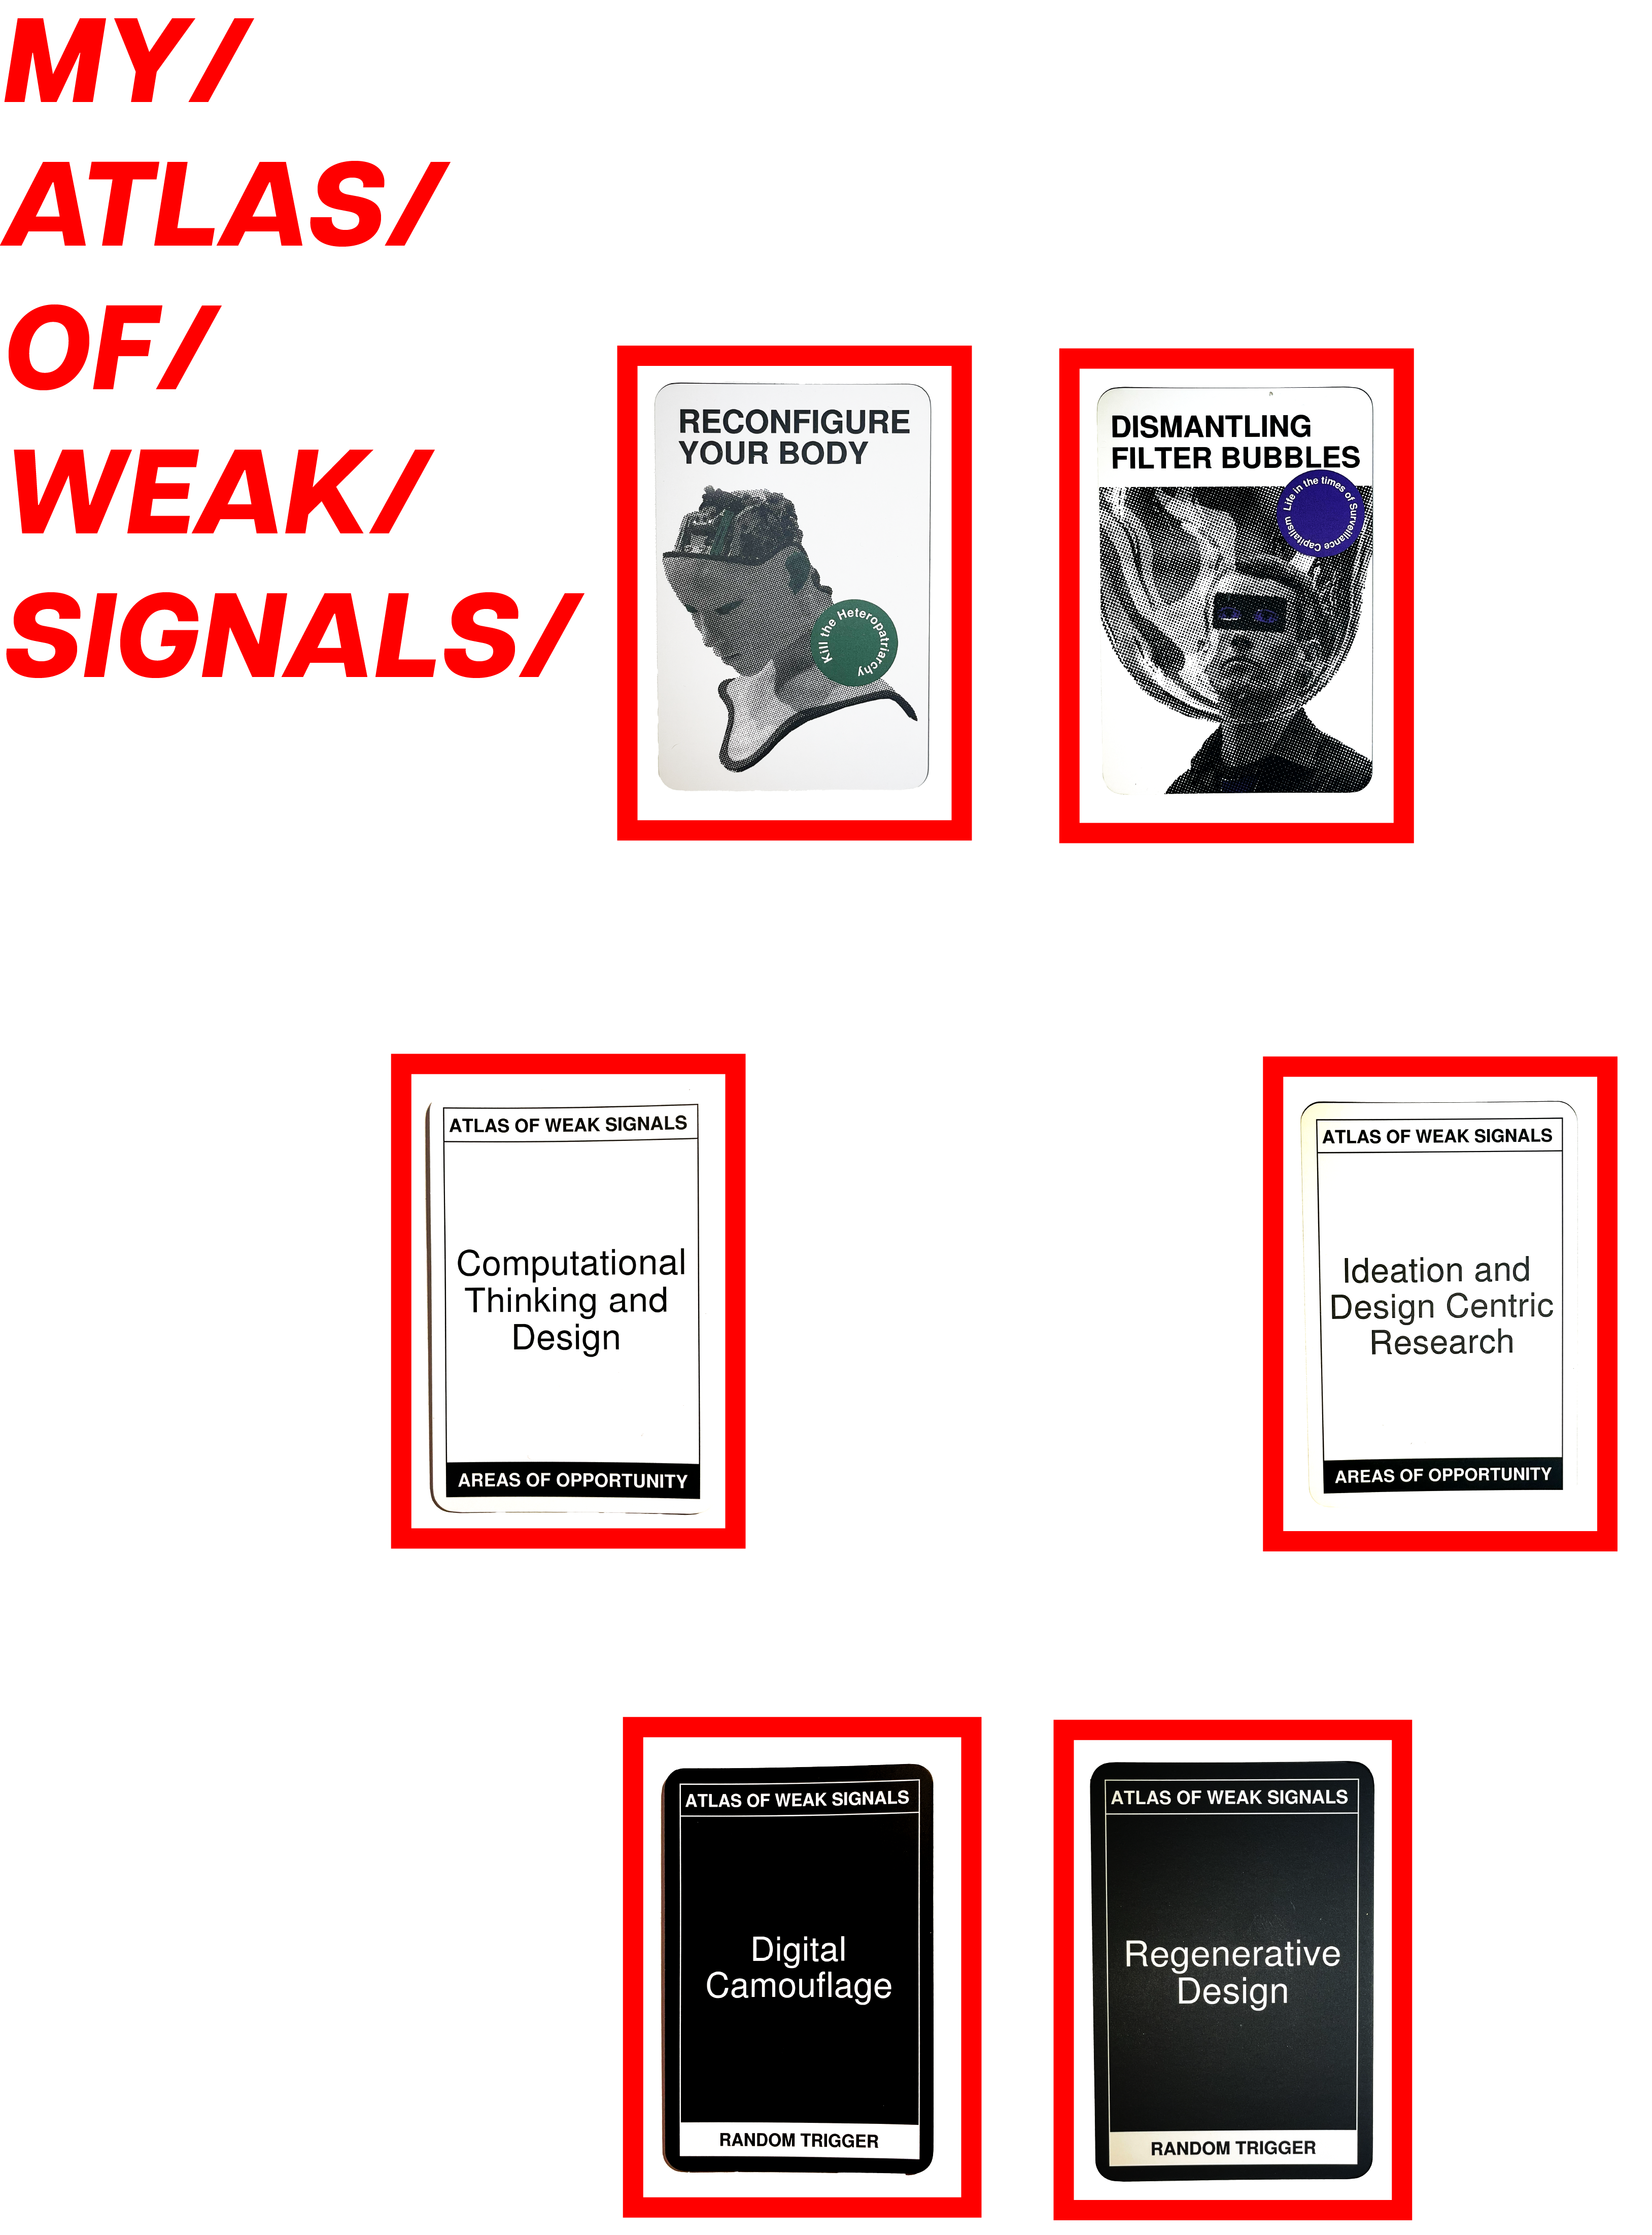 MY/
ATLAS/
OF/
WEAK/
SIGNALS/
RECONFIGURE
YOUR BODY
Kill the Heteropatriarchy
DISMANTLING
FILTER BUBBLES
Life in the times of Surveillance Capitalism
ATLAS OF WEAK SIGNALS
Computational
Thinking and
Design
AREAS OF OPPORTUNITY
ATLAS OF WEAK SIGNALS
Ideation and
Design Centric
Research
AREAS OF OPPORTUNITY
ATLAS OF WEAK SIGNALS
Digital
Camouflage
RANDOM TRIGGER
ATLAS OF WEAK SIGNALS
Regenerative
Design
RANDOM TRIGGER